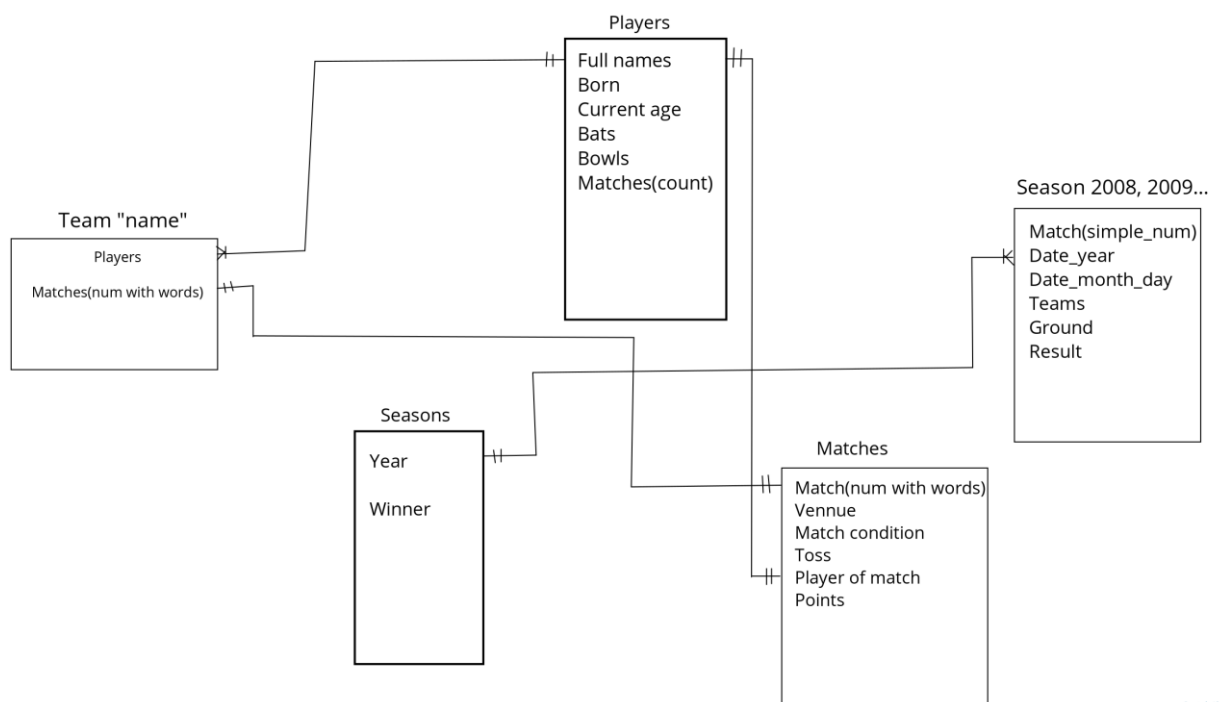 Players
Full names
Born
Current age
Bats
Bowls
Matches(count)
Season 2008, 2009...
Match(simple_num)
Date_year
Date_month_day
Teams
Ground
Result
Team "name"
Players
Matches(num with words)
Seasons
Year
Winner
Matches
Match(num with words)
Vennue
Match condition
Toss
Player of match
Points